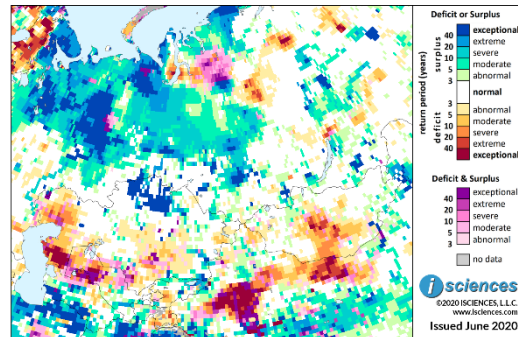 Deficit or Surplus
return period (years)
surplus
deficit
40
20
10
5
3
exceptional
extreme
severe
moderate
abnormal
normal
3
5
10
20
40
abnormal
moderate
severe
extreme
exceptional
Deficit & Surplus
40
20
10
5
3
exceptional
extreme
severe
moderate
abnormal
no data
isciences
©2020 ISCIENCES, L.L.C.
www.isciences.com
Issued June 2020